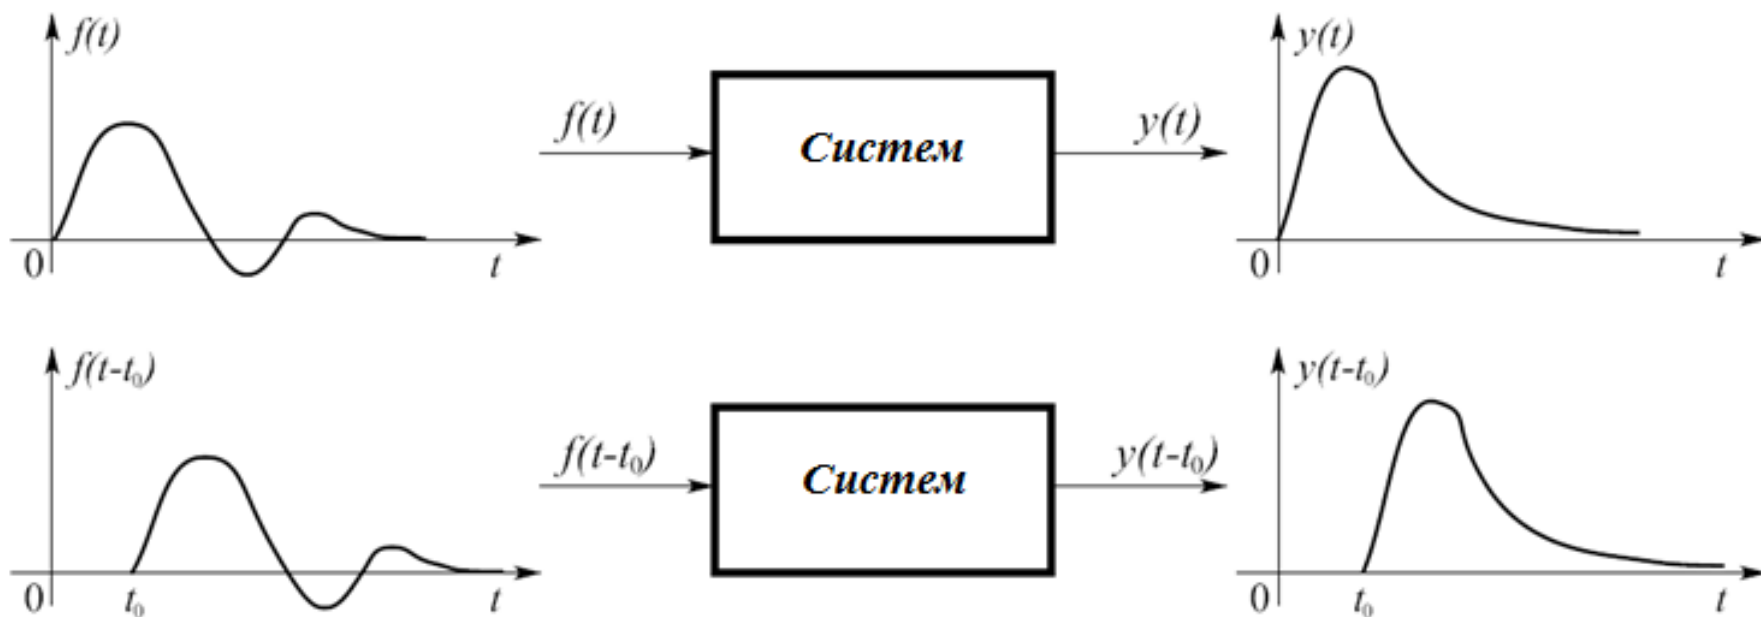 f(t)
f(t)
Систем
y(t)
y(t)
0
t
0
t
f(t-t₀)
f(t-t₀)
Систем
y(t-t₀)
y(t-t₀)
0
t₀
t
0
t₀
t